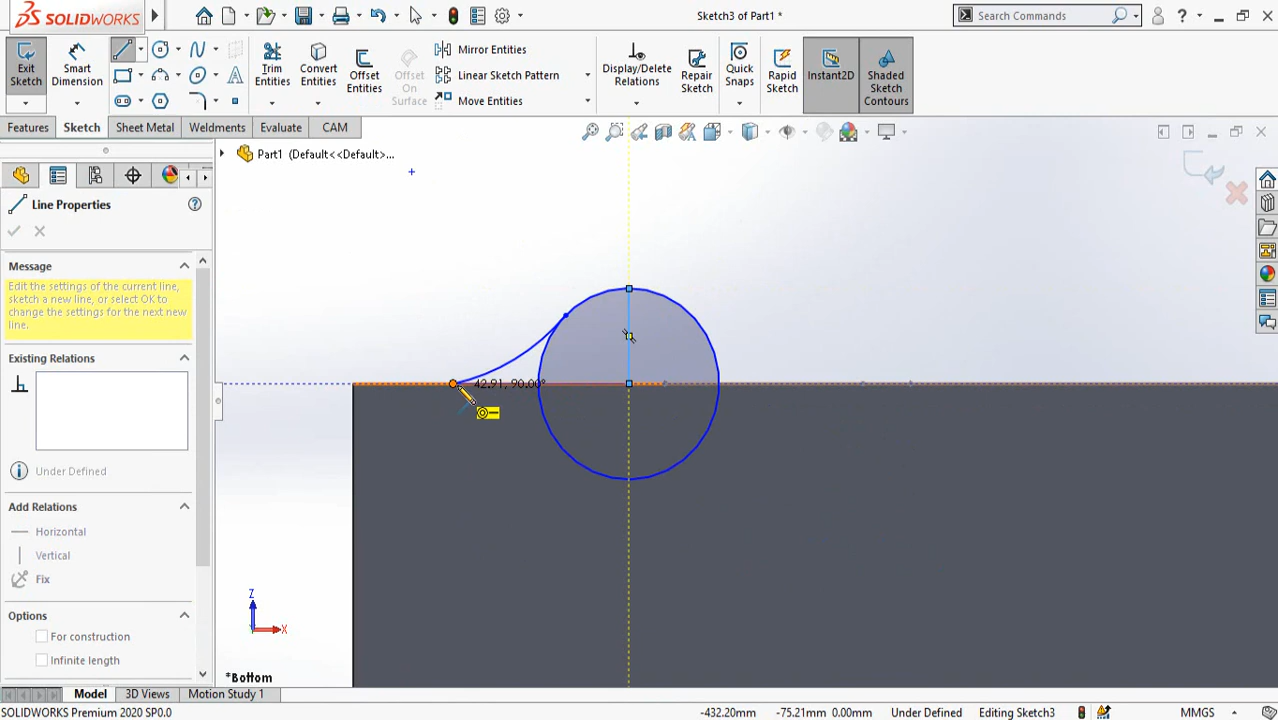 SOLIDWORKS
Sketch3 of Part1 *
Search Commands
?
Exit
Sketch
Smart
Dimension
Trim
Entities
Convert
Entities
Offset
Entities
Offset
On
Surface
Mirror Entities
Linear Sketch Pattern
Move Entities
Display/Delete
Relations
Repair
Sketch
Quick
Snaps
Rapid
Sketch
Instant2D
Shaded
Sketch
Contours
Features
Sketch
Sheet Metal
Weldments
Evaluate
CAM
Part1 (Default<<Default>...
Line Properties
Message
Edit the settings of the current line,
sketch a new line, or select OK to
change the settings for the next new
line.
Existing Relations
Under Defined
Add Relations
Horizontal
Vertical
Fix
Options
For construction
Infinite length
42.91, 90.00°
Z
X
*Bottom
Model
3D Views
Motion Study 1
SOLIDWORKS Premium 2020 SP0.0
-432.20mm
-75.21mm
0.00mm
Under Defined
Editing Sketch3
MMGS